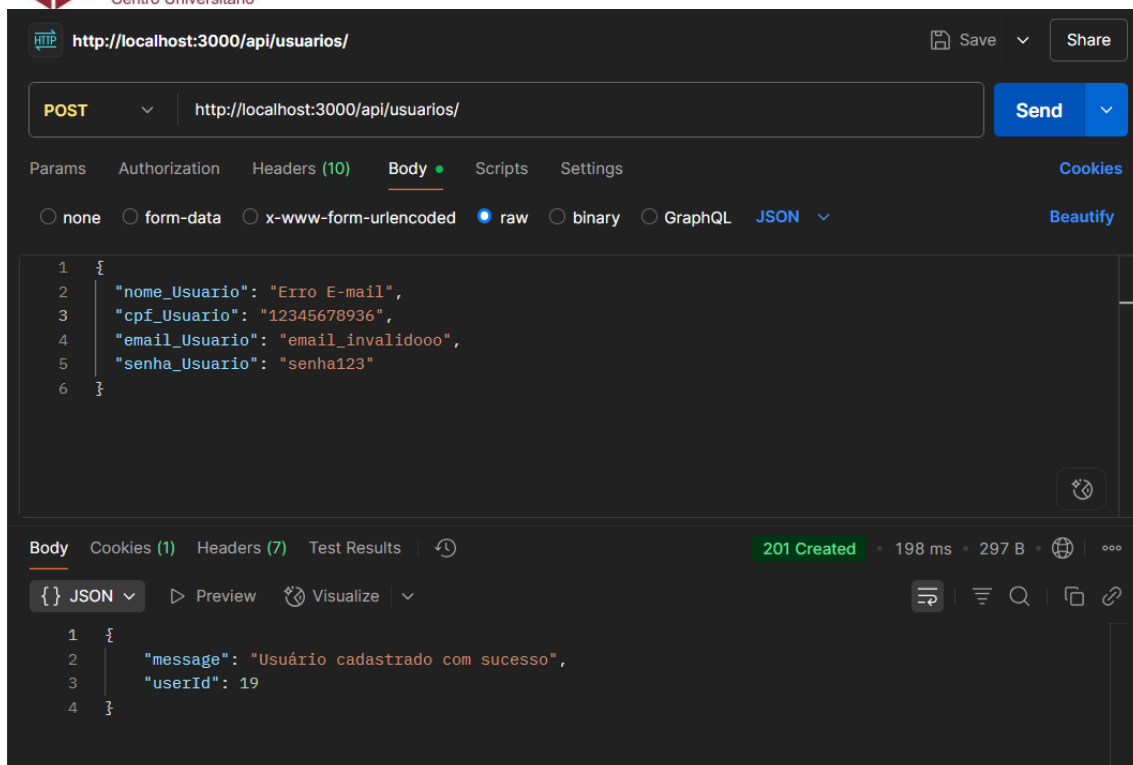 Centro Universitário
HTTP http://localhost:3000/api/usuarios/ Save Share
POST http://localhost:3000/api/usuarios/ Send
Params Authorization Headers (10) Body Scripts Settings Cookies
none form-data x-www-form-urlencoded raw binary GraphQL JSON Beautify
1 {
2 "nome_Usuario": "Erro E-mail",
3 "cpf_Usuario": "12345678936",
4 "email_Usuario": "email_invalidooo",
5 "senha_Usuario": "senha123"
6 }
Body Cookies (1) Headers (7) Test Results 201 Created 198 ms 297 B
{} JSON Preview Visualize
1 {
2 "message": "Usuário cadastrado com sucesso",
3 "userId": 19
4 }